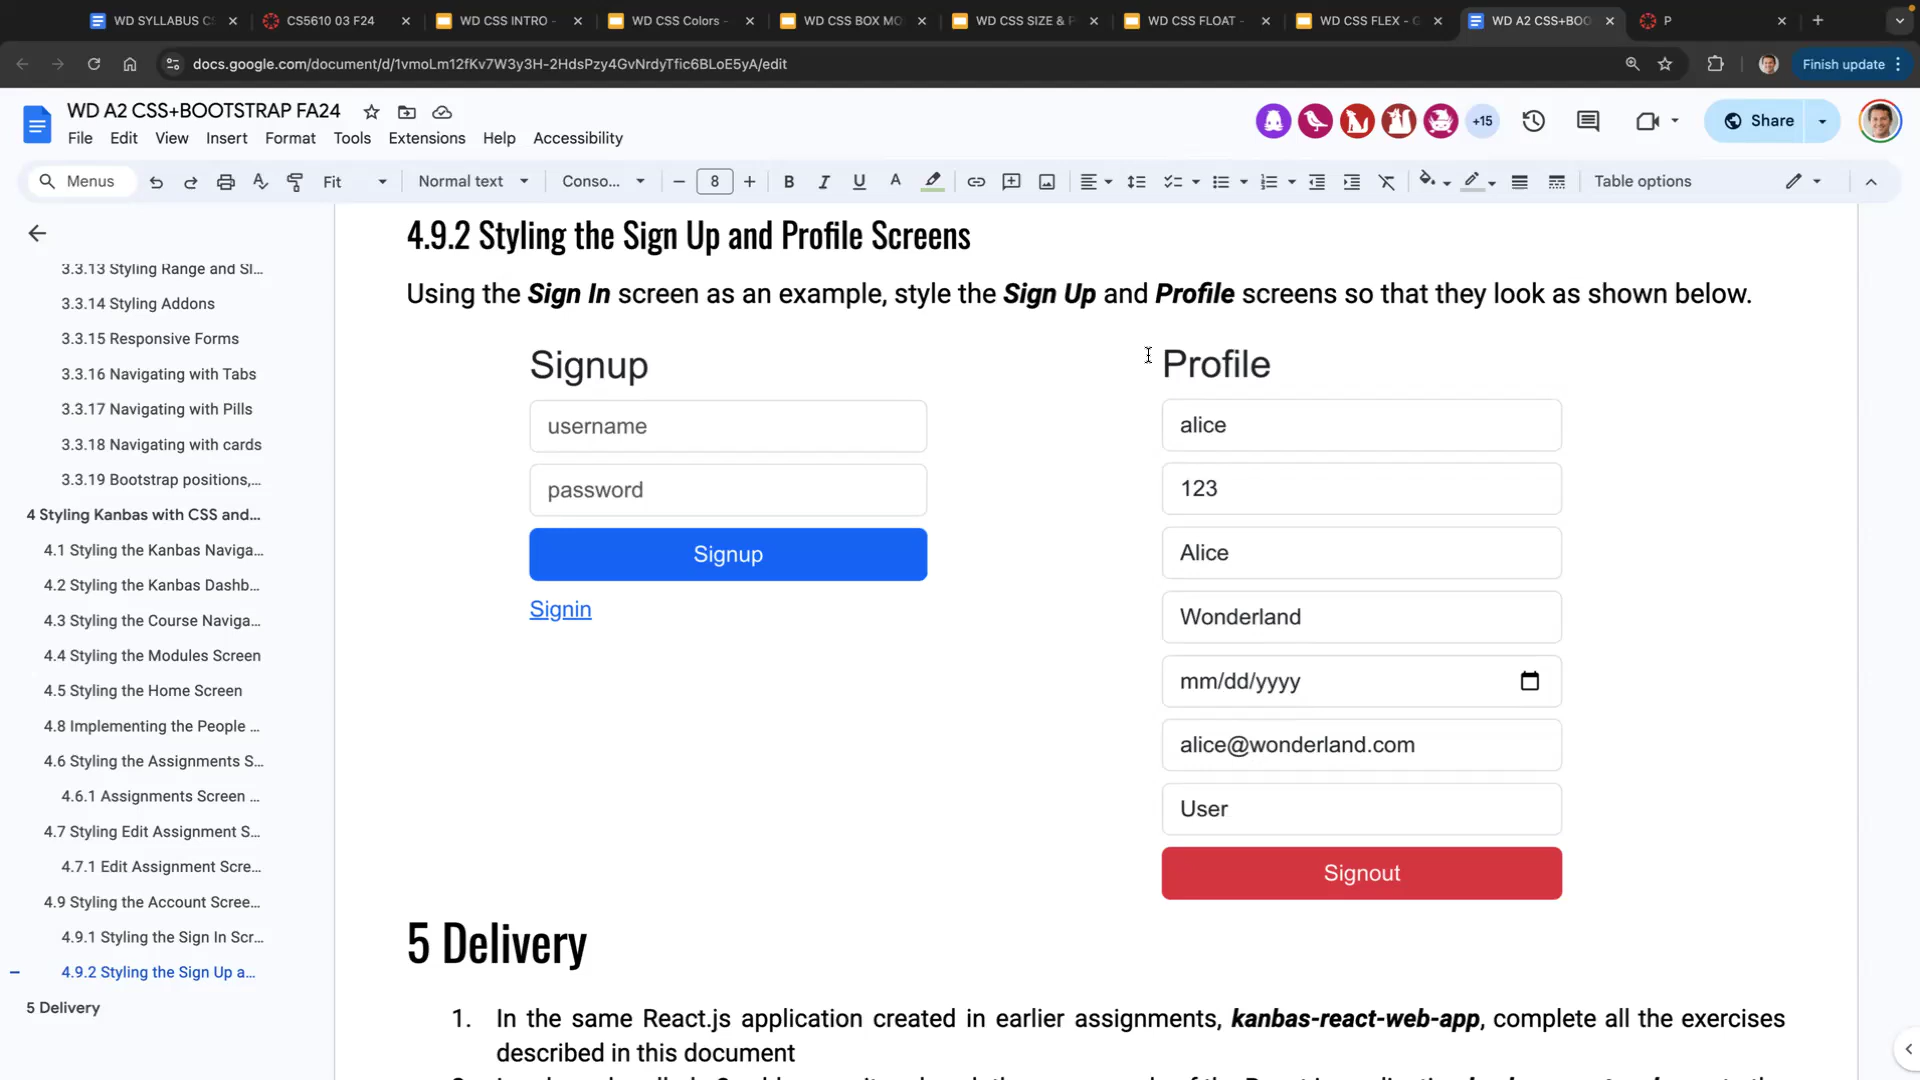 WD SYLLABUS CS
CS5610 03 F24
WD CSS INTRO -
WD CSS Colors -
WD CSS BOX MO
WD CSS SIZE & P
WD CSS FLOAT -
WD CSS FLEX - G
WD A2 CSS+BOO
P
docs.google.com/document/d/1vmoLm12fKv7W3y3H-2HdsPzy4GvNrdyTfic6BLoE5yA/edit
Finish update
WD A2 CSS+BOOTSTRAP FA24
File Edit View Insert Format Tools Extensions Help Accessibility
+15
Share
Menus
Fit
Normal text
Conso...
8
Table options
3.3.13 Styling Range and Sl...
3.3.14 Styling Addons
3.3.15 Responsive Forms
3.3.16 Navigating with Tabs
3.3.17 Navigating with Pills
3.3.18 Navigating with cards
3.3.19 Bootstrap positions,...
4 Styling Kanbas with CSS and...
4.1 Styling the Kanbas Naviga...
4.2 Styling the Kanbas Dashb...
4.3 Styling the Course Naviga...
4.4 Styling the Modules Screen
4.5 Styling the Home Screen
4.8 Implementing the People ...
4.6 Styling the Assignments S...
4.6.1 Assignments Screen ...
4.7 Styling Edit Assignment S...
4.7.1 Edit Assignment Scre...
4.9 Styling the Account Scree...
4.9.1 Styling the Sign In Scr...
4.9.2 Styling the Sign Up a...
5 Delivery
4.9.2 Styling the Sign Up and Profile Screens
Using the Sign In screen as an example, style the Sign Up and Profile screens so that they look as shown below.
Signup
username
password
Signup
Signin
Profile
alice
123
Alice
Wonderland
mm/dd/yyyy
alice@wonderland.com
User
Signout
5 Delivery
1. In the same React.js application created in earlier assignments, kanbas-react-web-app, complete all the exercises
described in this document